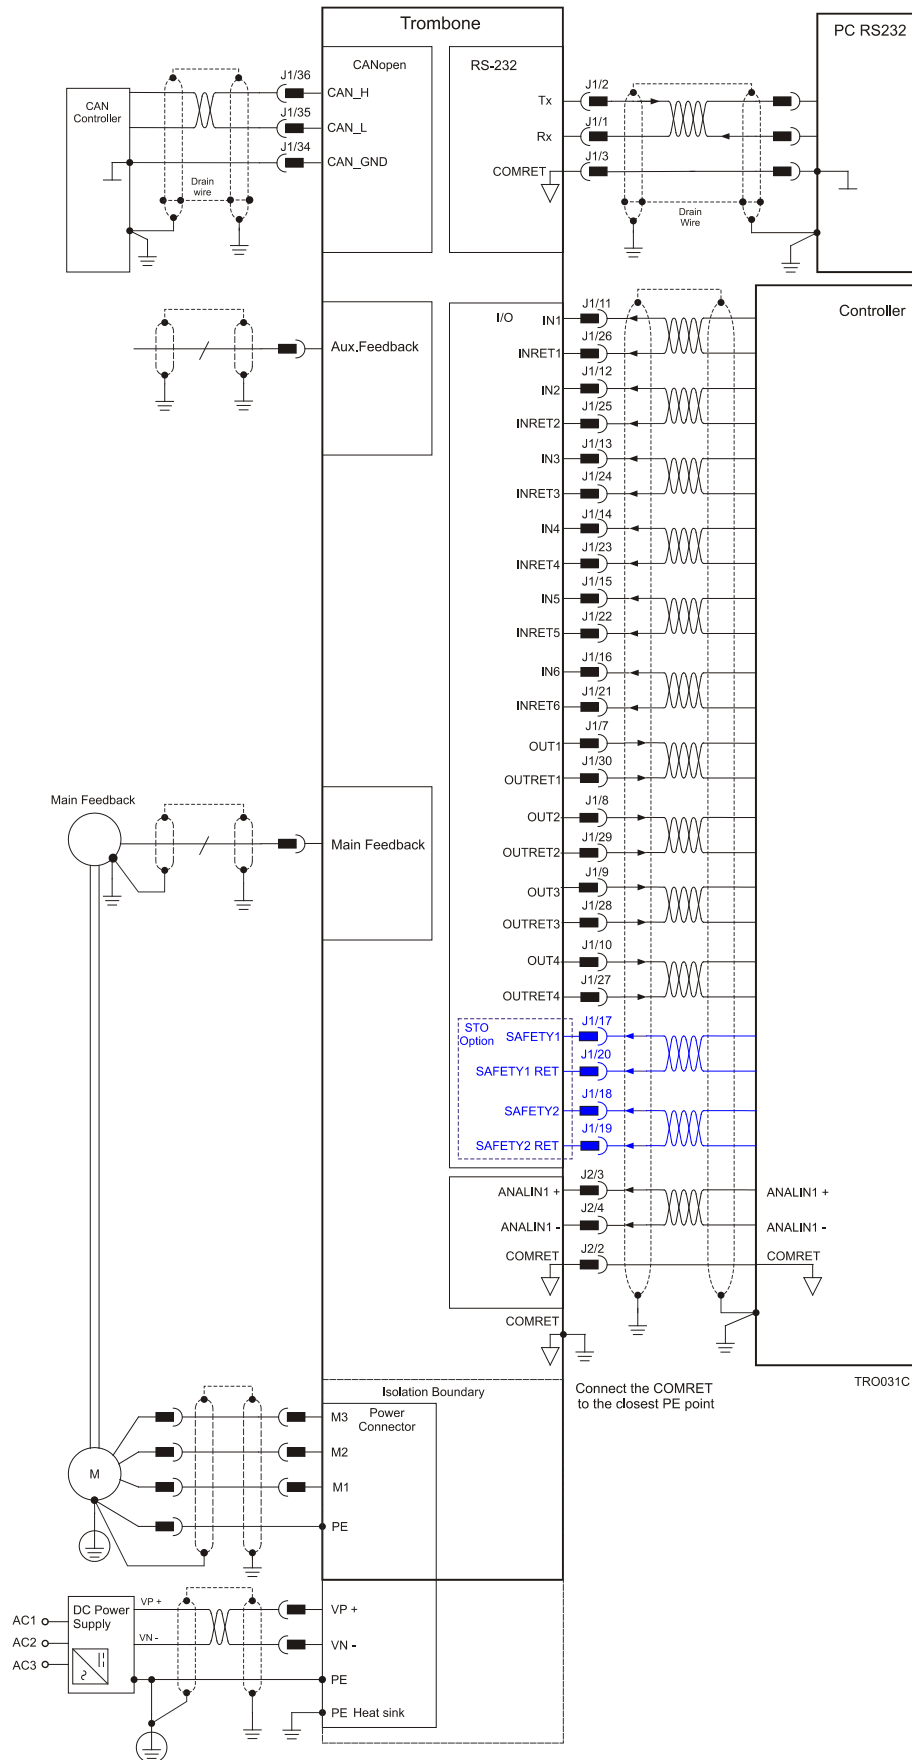 Trombone
PC RS232
CANopen
RS-232
CAN
Controller
J1/36
CAN_H
J1/35
CAN_L
J1/34
CAN_GND
Drain
wire
Tx
J1/2
Rx
J1/1
COMRET
J1/3
Drain
Wire
Aux.Feedback
I/O
Controller
IN1
J1/11
INRET1
J1/26
IN2
J1/12
INRET2
J1/25
IN3
J1/13
INRET3
J1/24
IN4
J1/14
INRET4
J1/23
IN5
J1/15
INRET5
J1/22
IN6
J1/16
INRET6
J1/21
OUT1
J1/7
OUTRET1
J1/30
OUT2
J1/8
OUTRET2
J1/29
OUT3
J1/9
OUTRET3
J1/28
OUT4
J1/10
OUTRET4
J1/27
Main Feedback
Main Feedback
STO
Option
SAFETY1
J1/17
SAFETY1 RET
J1/20
SAFETY2
J1/18
SAFETY2 RET
J1/19
ANALIN1 +
J2/3
ANALIN1 +
ANALIN1 -
J2/4
ANALIN1 -
COMRET
J2/2
COMRET
COMRET
TRO031C
Connect the COMRET
to the closest PE point
Isolation Boundary
Power
Connector
M3
M2
M1
PE
M
DC Power
Supply
AC1
AC2
AC3
VP +
VN -
VP +
VN -
PE
PE Heat sink